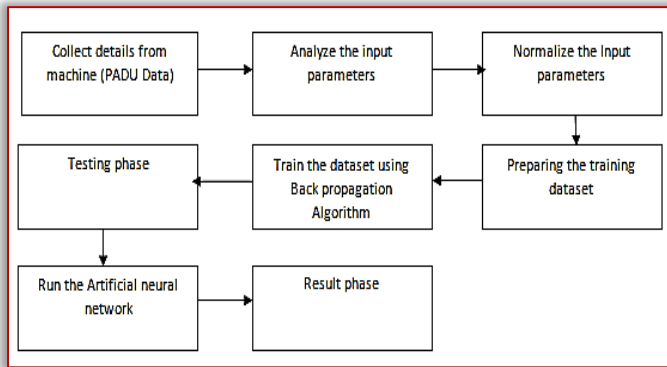 Collect details from
machine (PADU Data)
Analyze the input
parameters
Normalize the Input
parameters
Preparing the training
dataset
Train the dataset using
Back propagation
Algorithm
Testing phase
Run the Artificial neural
network
Result phase